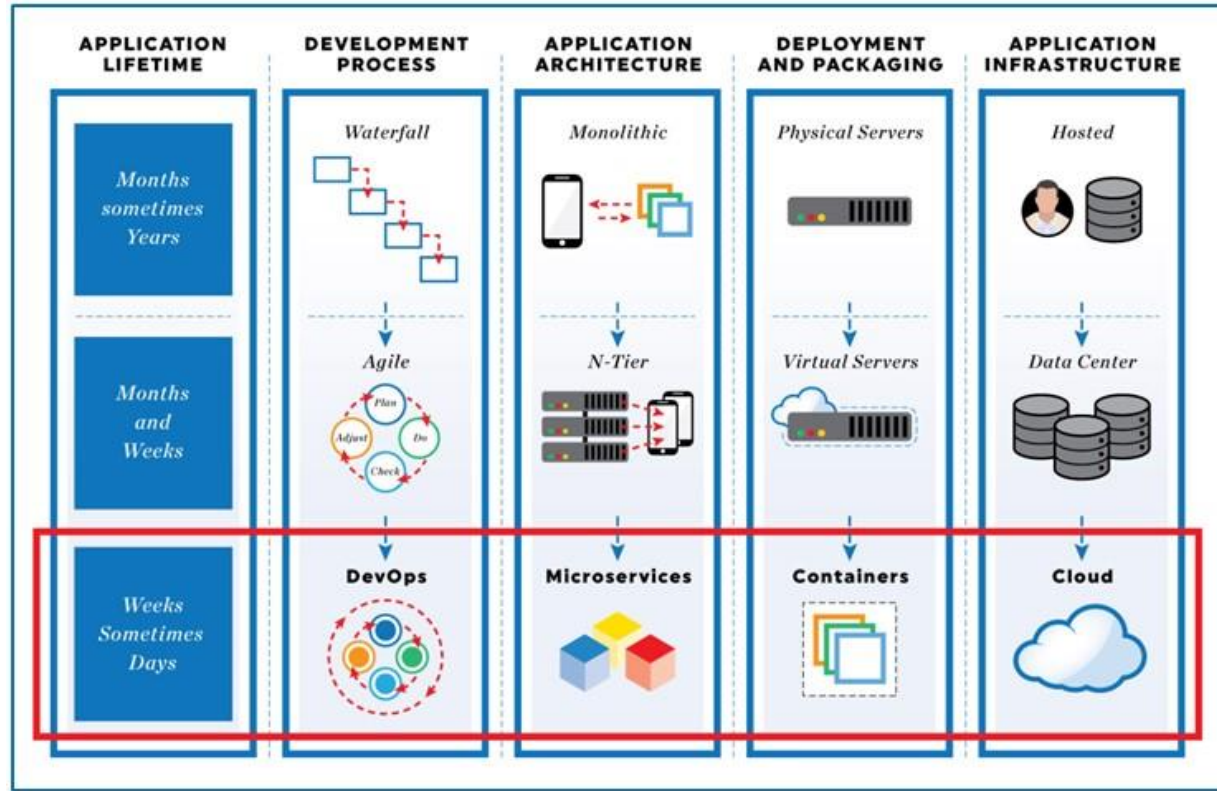 APPLICATION
LIFETIME
DEVELOPMENT
PROCESS
APPLICATION
ARCHITECTURE
DEPLOYMENT
AND PACKAGING
APPLICATION
INFRASTRUCTURE
Months
sometimes
Years
Waterfall
Monolithic
Physical Servers
Hosted
Months
and
Weeks
Agile
Plan
Adjust
Do
Check
N-Tier
Virtual Servers
Data Center
Weeks
Sometimes
Days
DevOps
Microservices
Containers
Cloud